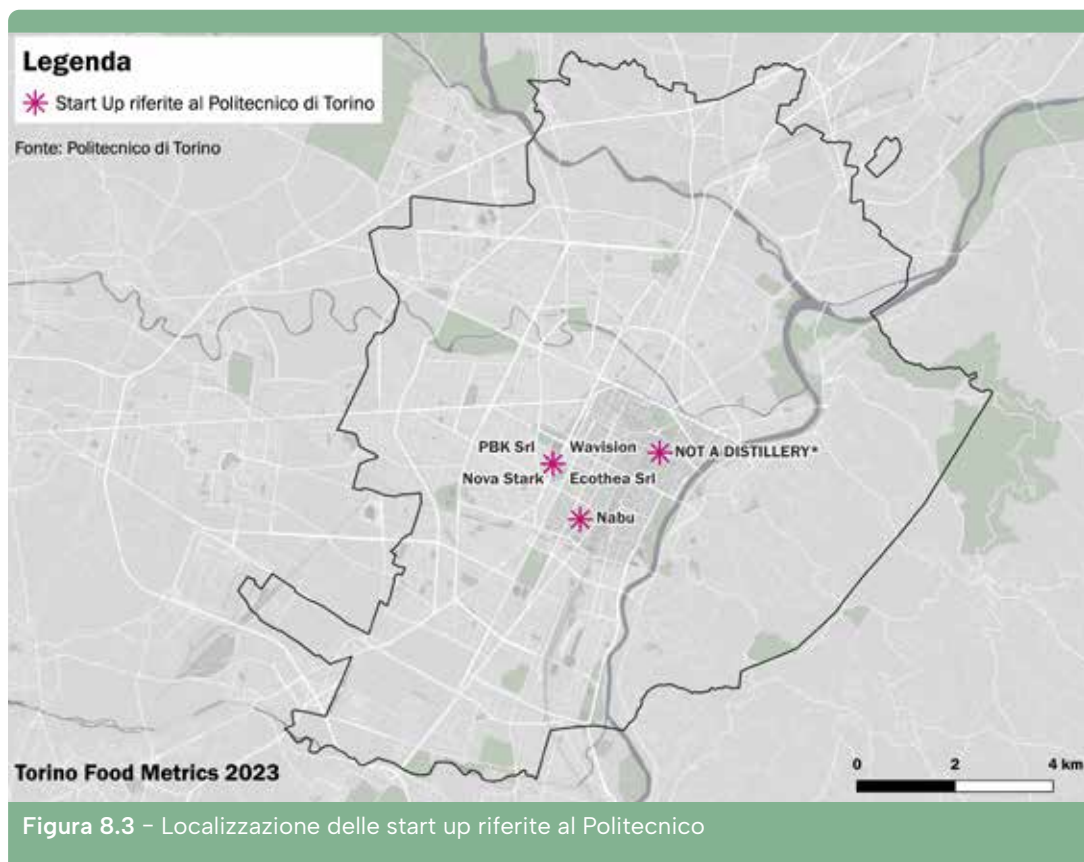 Legenda
Start Up riferite al Politecnico di Torino
Fonte: Politecnico di Torino
PBK Srl
Wavision
NOT A DISTILLERY*
Nova Stark
Ecothea Srl
Nabu
Torino Food Metrics 2023
0 2 4 km
Figura 8.3 – Localizzazione delle start up riferite al Politecnico